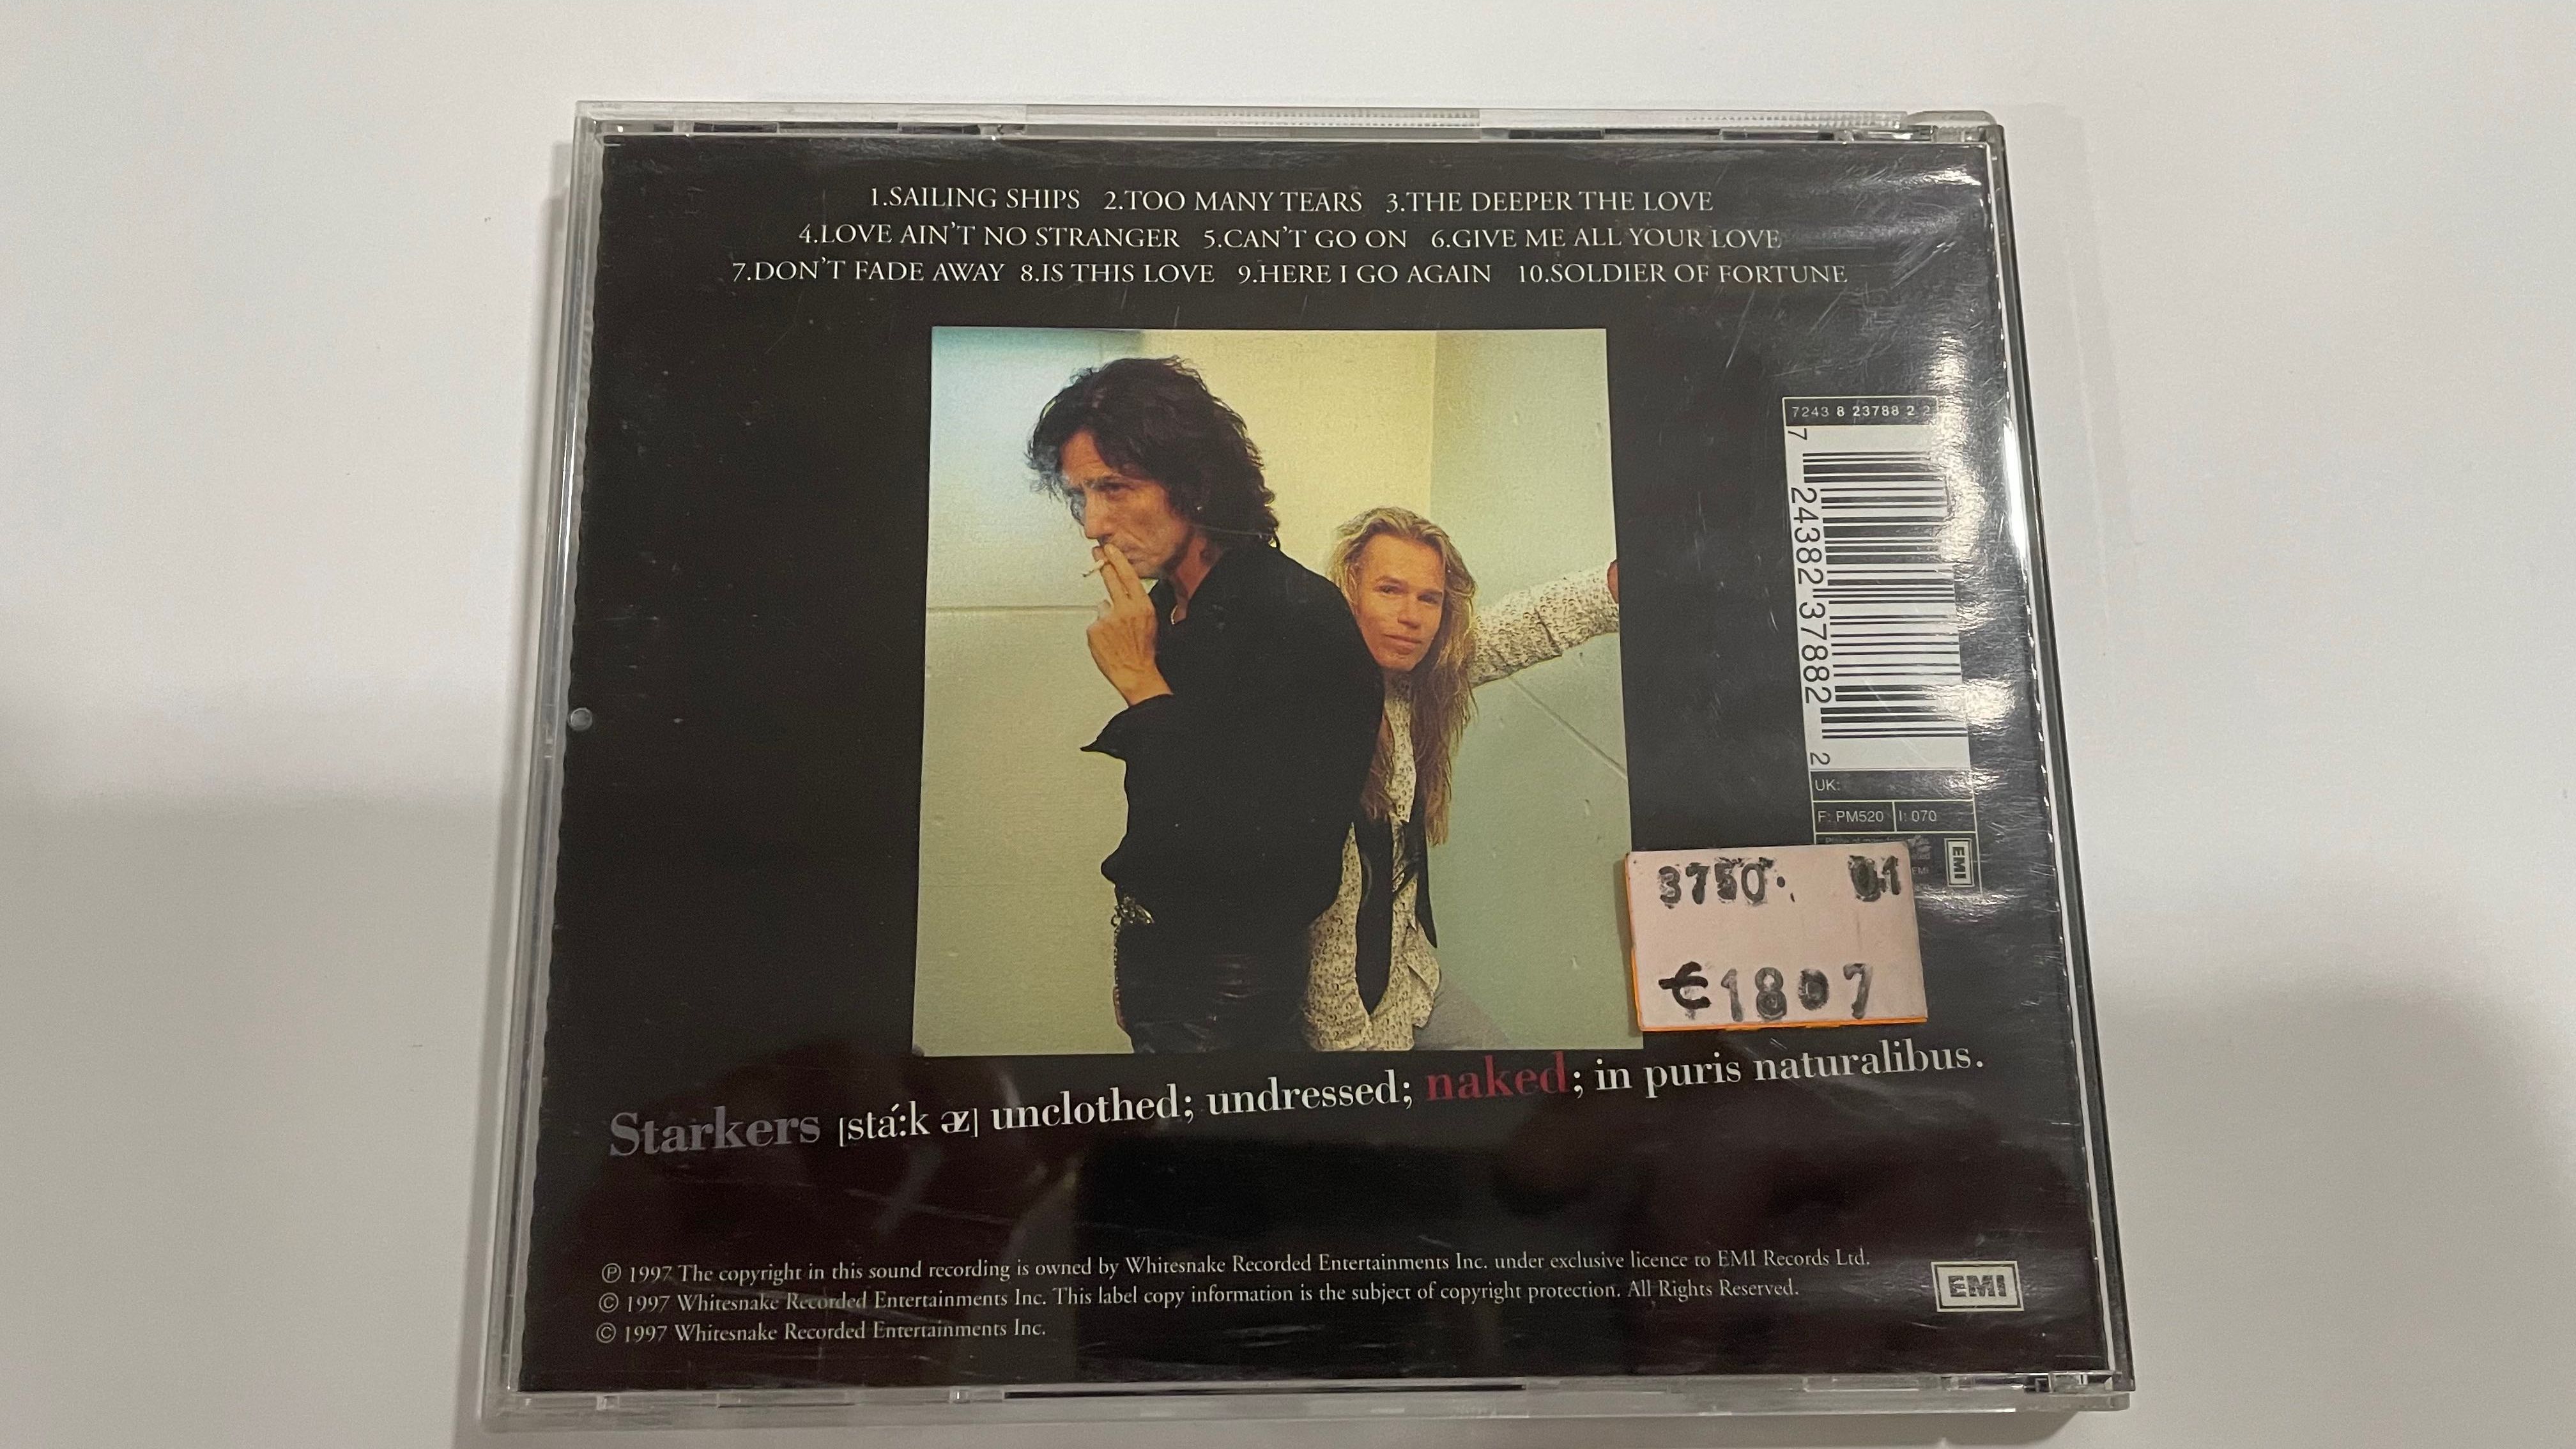 1.SAILING SHIPS 2.TOO MANY TEARS 3.THE DEEPER THE LOVE
4.LOVE AIN'T NO STRANGER 5.CAN'T GO ON 6.GIVE ME ALL YOUR LOVE
7.DON'T FADE AWAY 8.IS THIS LOVE 9.HERE I GO AGAIN 10.SOLDIER OF FORTUNE
7243 8 23788 2 2
7 24382 37882 2
UK:
F: PM520 I: 070
EMI
EMI
3750. 01
€1807
Starkers [stá:k æz] unclothed; undressed; naked; in puris naturalibus.
℗ 1997 The copyright in this sound recording is owned by Whitesnake Recorded Entertainments Inc. under exclusive licence to EMI Records Ltd.
© 1997 Whitesnake Recorded Entertainments Inc. This label copy information is the subject of copyright protection. All Rights Reserved.
© 1997 Whitesnake Recorded Entertainments Inc.
EMI